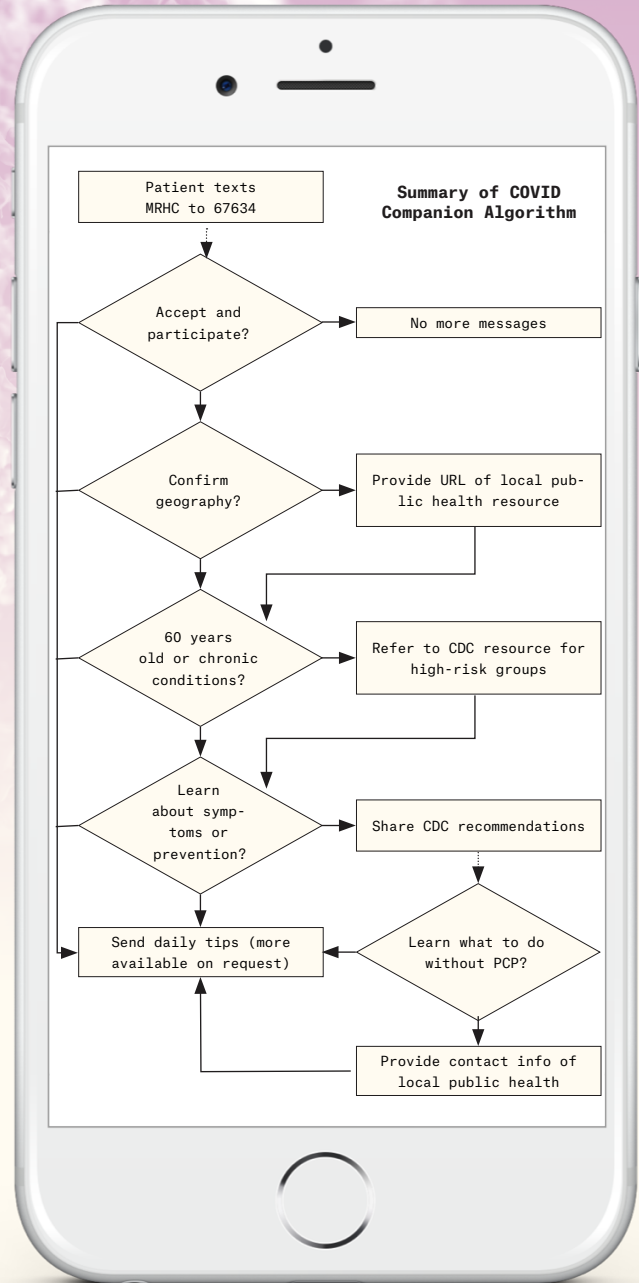 Patient texts
MRHC to 67634
Summary of COVID
Companion Algorithm
Accept and
participate?
No more messages
Confirm
geography?
Provide URL of local pub-
lic health resource
60 years
old or chronic
conditions?
Refer to CDC resource for
high-risk groups
Learn
about symp-
toms or
prevention?
Share CDC recommendations
Send daily tips (more
available on request)
Learn what to do
without PCP?
Provide contact info of
local public health